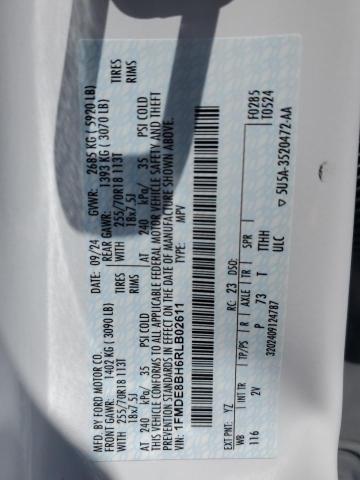 MFD. BY FORD MOTOR CO.
09/24
GVWR: 2685 KG ( 5920 LB)
FRONT GAWR: 1402 KG ( 3090 LB)
REAR GAWR: 1393 KG ( 3070 LB)
WITH 255/70R18 113T TIRES
WITH 255/70R18 113T TIRES
18x7.5J RIMS
18x7.5J RIMS
AT 240 kPa/ 35 PSI COLD
AT 240 kPa/ 35 PSI COLD
THIS VEHICLE CONFORMS TO ALL APPLICABLE FEDERAL MOTOR VEHICLE SAFETY AND THEFT
PREVENTION STANDARDS IN EFFECT ON THE DATE OF MANUFACTURE SHOWN ABOVE.
VIN: 1FMDE8BH6RLB02611
TYPE: MPV
F0285
T0524
EXT PNT: YZ RC: 23 DSO:
WB INT TR TP/PS R AXLE TR SPR
116 2V P 73 T TTHH
ULC
3202409124787
▽ 5U5A-3520472-AA